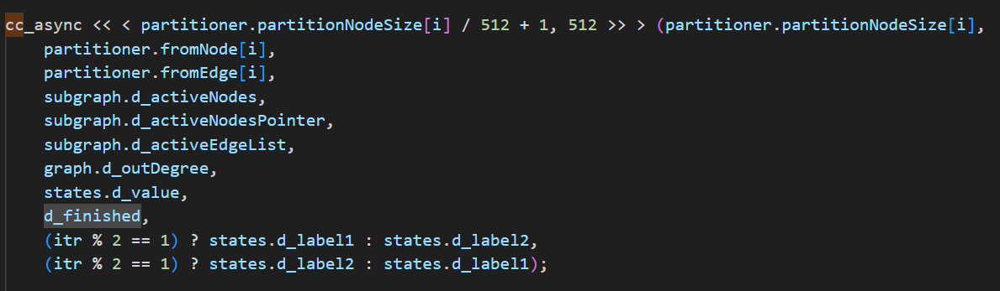 cc_async << < partitioner.partitionNodeSize[i] / 512 + 1, 512 >> > (partitioner.partitionNodeSize[i],
partitioner.fromNode[i],
partitioner.fromEdge[i],
subgraph.d_activeNodes,
subgraph.d_activeNodesPointer,
subgraph.d_activeEdgeList,
graph.d_outDegree,
states.d_value,
d_finished,
(itr % 2 == 1) ? states.d_label1 : states.d_label2,
(itr % 2 == 1) ? states.d_label2 : states.d_label1);